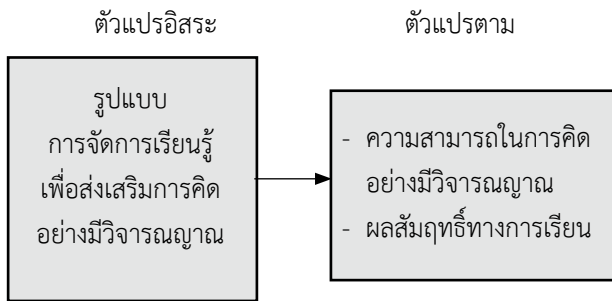 ตัวแปรอิสระ
ตัวแปรตาม
รูปแบบ
การจัดการเรียนรู้
เพื่อส่งเสริมการคิด
อย่างมีวิจารณญาณ
- ความสามารถในการคิด
อย่างมีวิจารณญาณ
- ผลสัมฤทธิ์ทางการเรียน